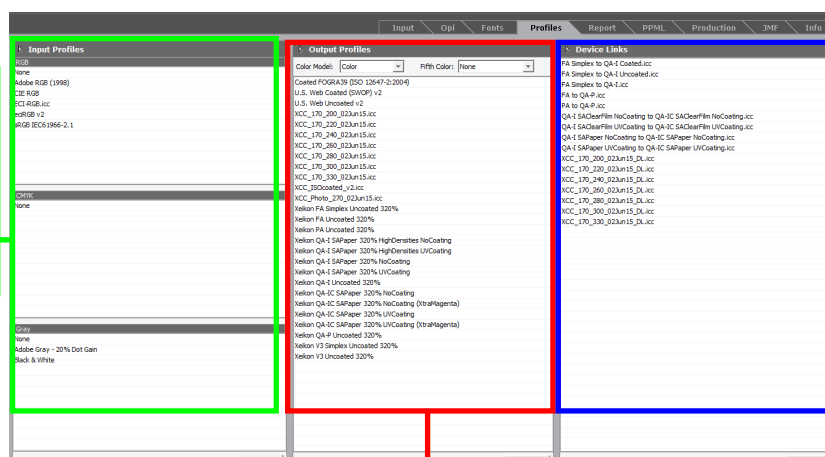 Input Opi Fonts Profiles Report PPML Production JMF Info
Input Profiles
RGB
None
Adobe RGB (1998)
CIE RGB
ECI-RGB.icc
eciRGB v2
sRGB IEC61966-2.1
CMYK
None
Gray
None
Adobe Gray - 20% Dot Gain
Black & White
Output Profiles
Color Model: Color Fifth Color: None
Coated FOGRA39 (ISO 12647-2:2004)
U.S. Web Coated (SWOP) v2
U.S. Web Uncoated v2
XCC_170_200_02Jun15.icc
XCC_170_220_02Jun15.icc
XCC_170_240_02Jun15.icc
XCC_170_260_02Jun15.icc
XCC_170_280_02Jun15.icc
XCC_170_300_02Jun15.icc
XCC_170_330_02Jun15.icc
XCC_ISOcoated_v2.icc
XCC_Photo_270_02Jun15.icc
Xeikon FA Simplex Uncoated 320%
Xeikon FA Uncoated 320%
Xeikon PA Uncoated 320%
Xeikon QA-I SAPaper 320% HighDensities NoCoating
Xeikon QA-I SAPaper 320% HighDensities UVCoating
Xeikon QA-I SAPaper 320% NoCoating
Xeikon QA-I SAPaper 320% UVCoating
Xeikon QA-I Uncoated 320%
Xeikon QA-IC SAPaper 320% NoCoating
Xeikon QA-IC SAPaper 320% NoCoating (XtraMagenta)
Xeikon QA-IC SAPaper 320% UVCoating
Xeikon QA-IC SAPaper 320% UVCoating (XtraMagenta)
Xeikon QA-P Uncoated 320%
Xeikon V3 Simplex Uncoated 320%
Xeikon V3 Uncoated 320%
Device Links
FA Simplex to QA-I Coated.icc
FA Simplex to QA-I Uncoated.icc
FA Simplex to QA-I.icc
FA to QA-P.icc
PA to QA-P.icc
QA-I SAClearFilm NoCoating to QA-IC SAClearFilm NoCoating.icc
QA-I SAClearFilm UVCoating to QA-IC SAClearFilm UVCoating.icc
QA-I SAPaper NoCoating to QA-IC SAPaper NoCoating.icc
QA-I SAPaper UVCoating to QA-IC SAPaper UVCoating.icc
XCC_170_200_02Jun15_DL.icc
XCC_170_220_02Jun15_DL.icc
XCC_170_240_02Jun15_DL.icc
XCC_170_260_02Jun15_DL.icc
XCC_170_280_02Jun15_DL.icc
XCC_170_300_02Jun15_DL.icc
XCC_170_330_02Jun15_DL.icc